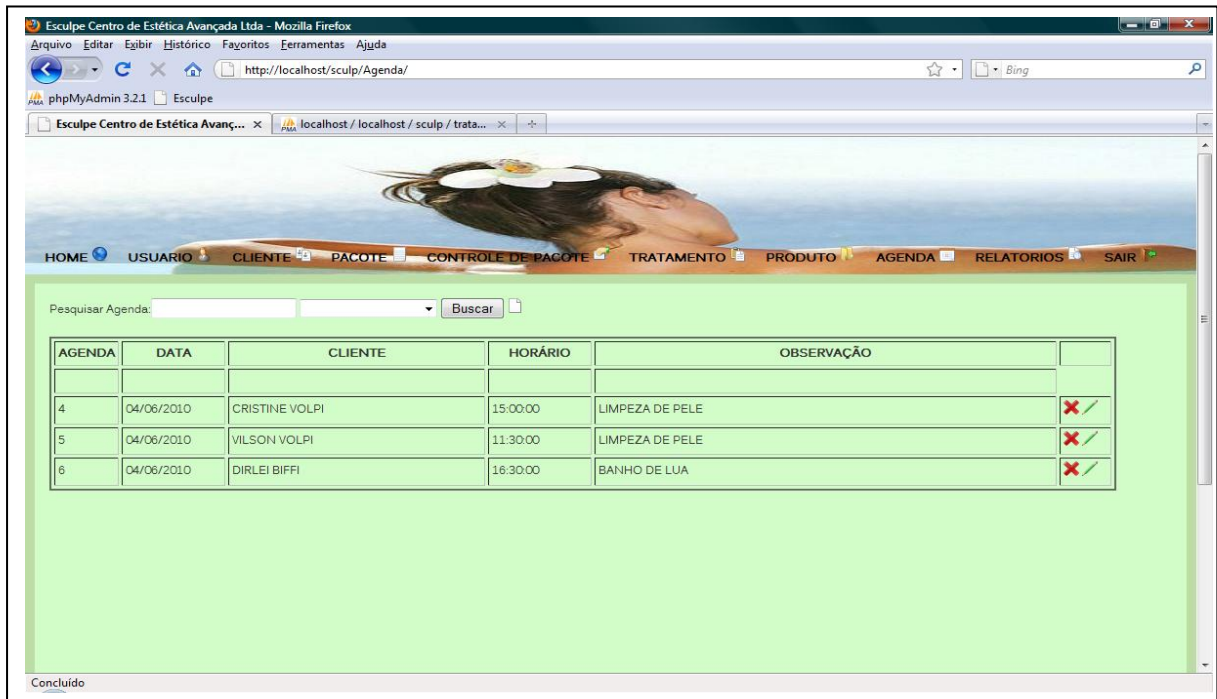 Esculpe Centro de Estética Avançada Ltda - Mozilla Firefox
Arquivo Editar Exibir Histórico Favoritos Ferramentas Ajuda
http://localhost/sculp/Agenda/
Bing
PMA phpMyAdmin 3.2.1 Esculpe
Esculpe Centro de Estética Avanç... PMA localhost / localhost / sculp / trata...
HOME USUARIO CLIENTE PACOTE CONTROLE DE PACOTE TRATAMENTO PRODUTO AGENDA RELATORIOS SAIR
Pesquisar Agenda: Buscar
AGENDA DATA CLIENTE HORÁRIO OBSERVAÇÃO
4 04/06/2010 CRISTINE VOLPI 15:00:00 LIMPEZA DE PELE
5 04/06/2010 VILSON VOLPI 11:30:00 LIMPEZA DE PELE
6 04/06/2010 DIRLEI BIFFI 16:30:00 BANHO DE LUA
Concluído